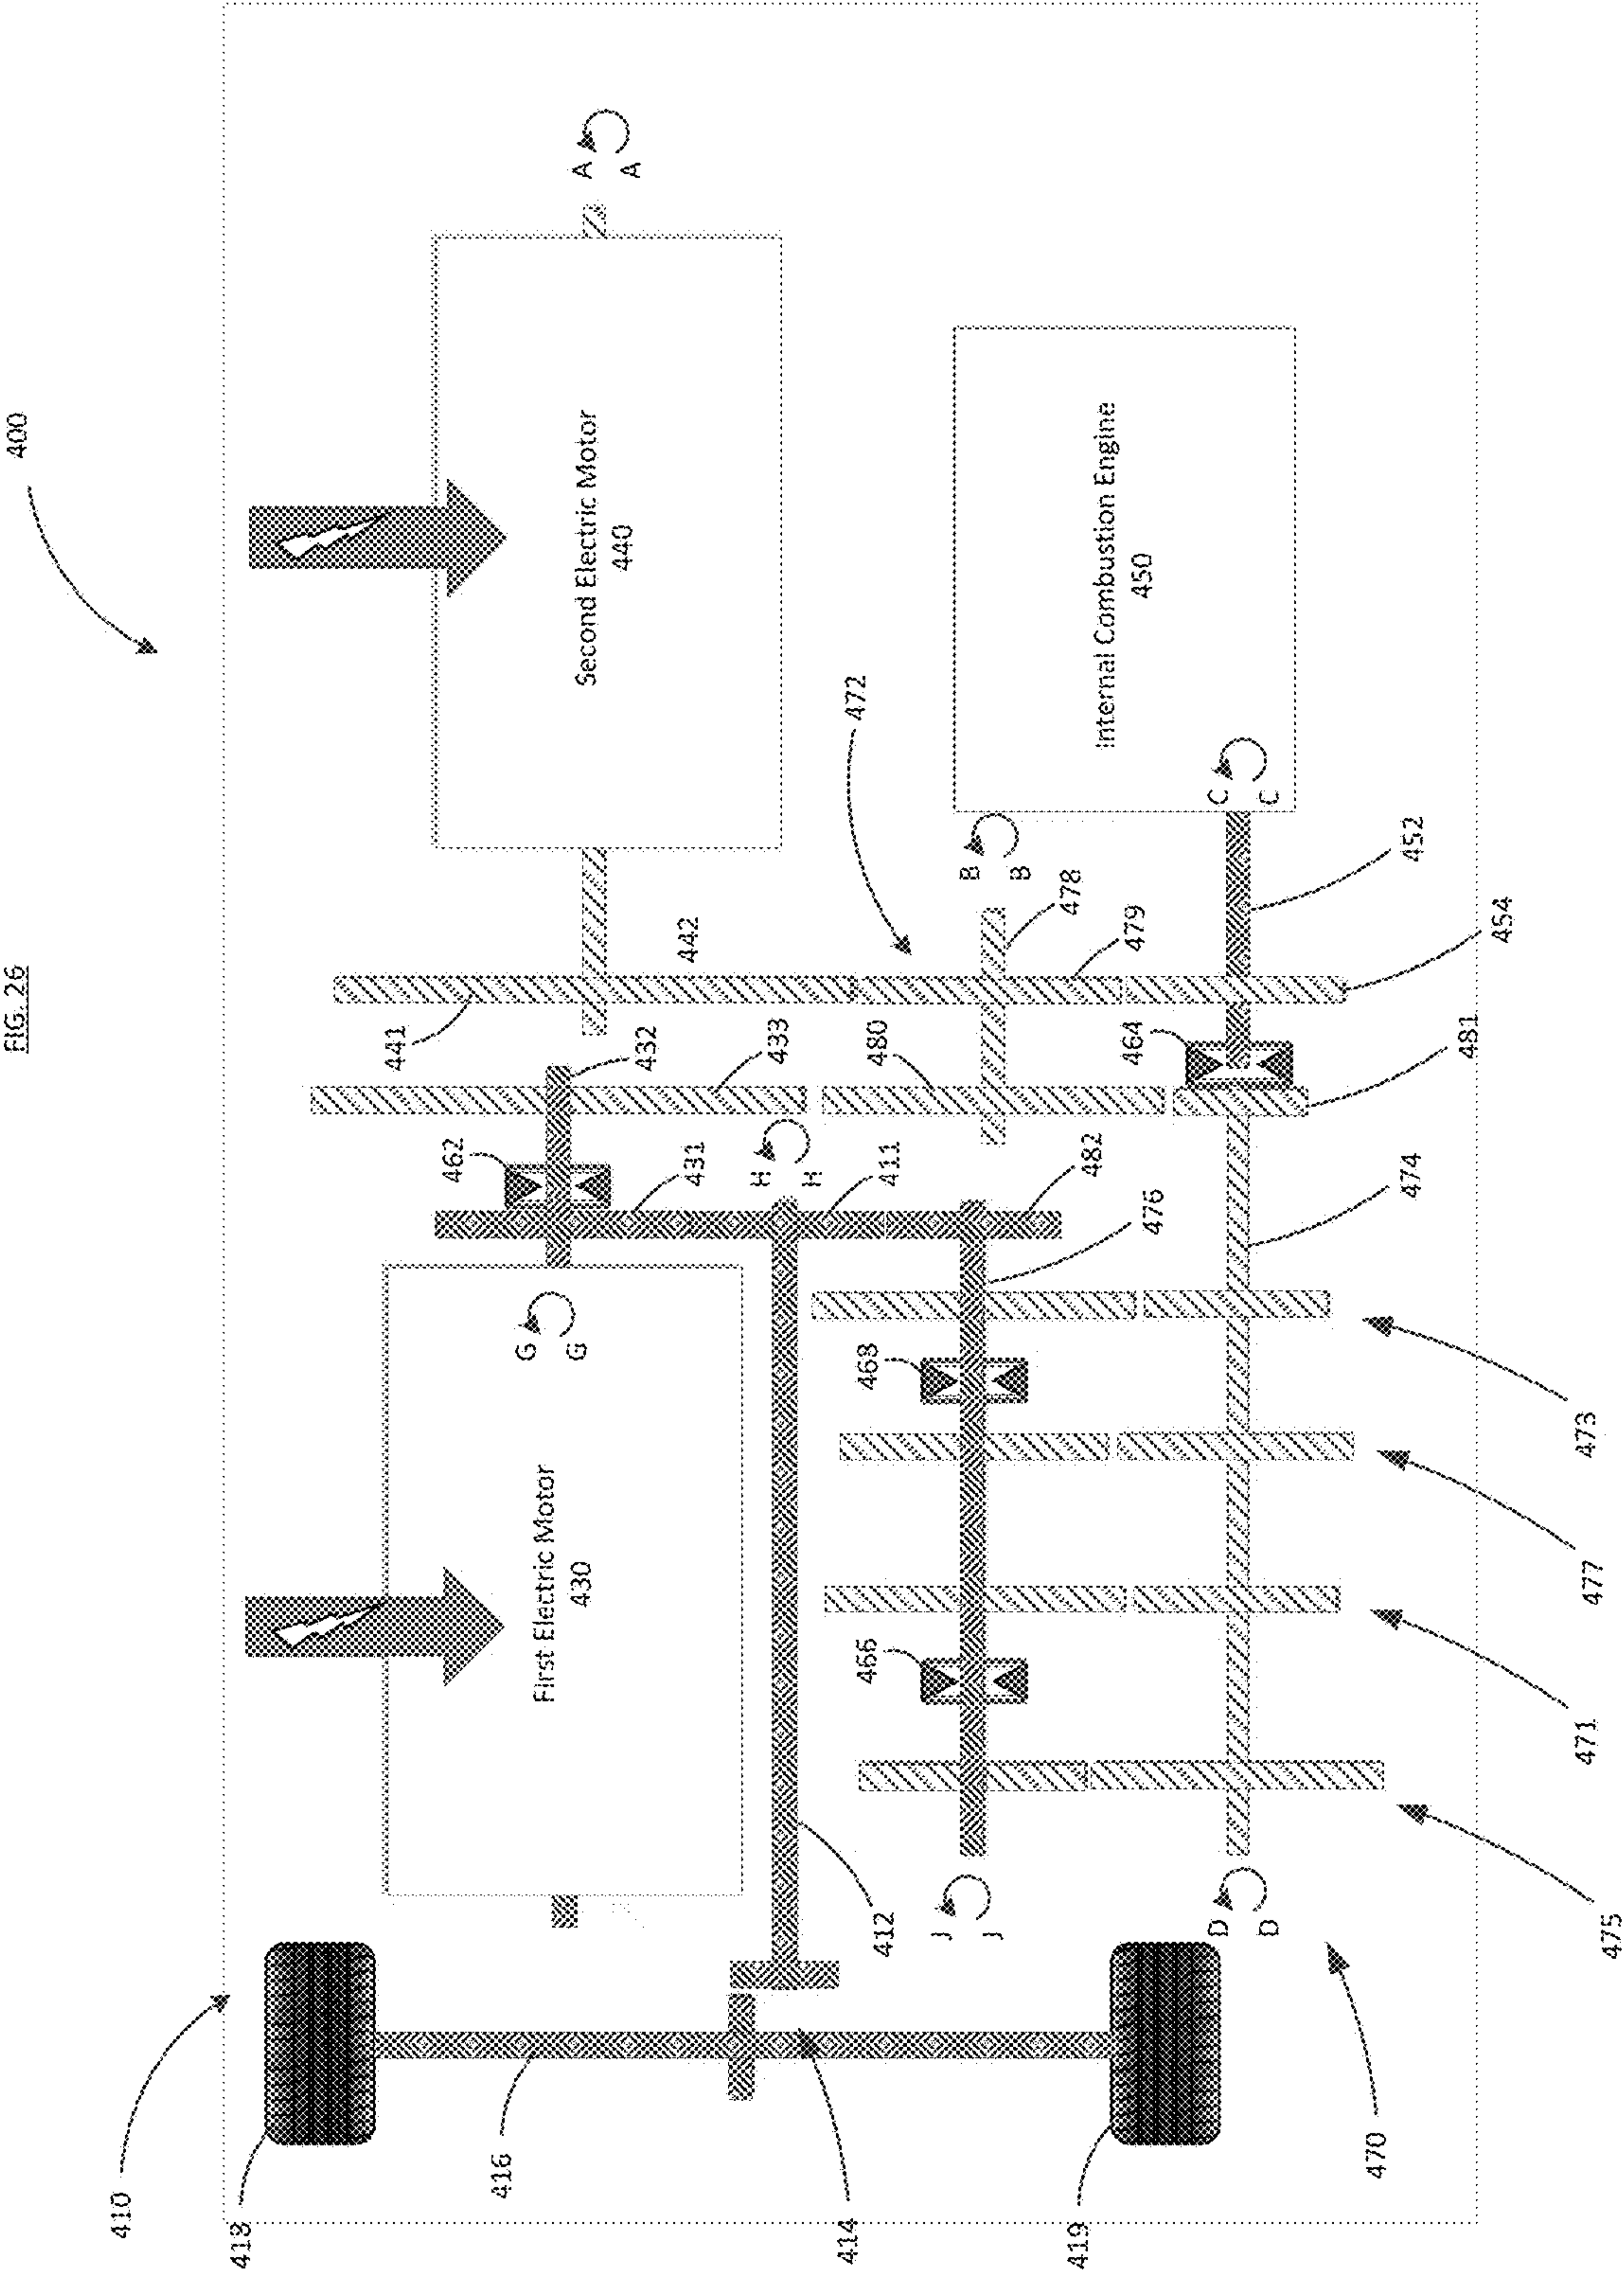 FIG. 26
400
410
418
441
462
416
G
G
First Electric Motor
430
A
A
Second Electric Motor
440
432
442
431
H
H
433
414
472
466
468
480
412
411
J
J
B
B
478
419
482
Internal Combustion Engine
450
464
479
476
D
D
C
C
470
474
452
481
454
471
473
477
475